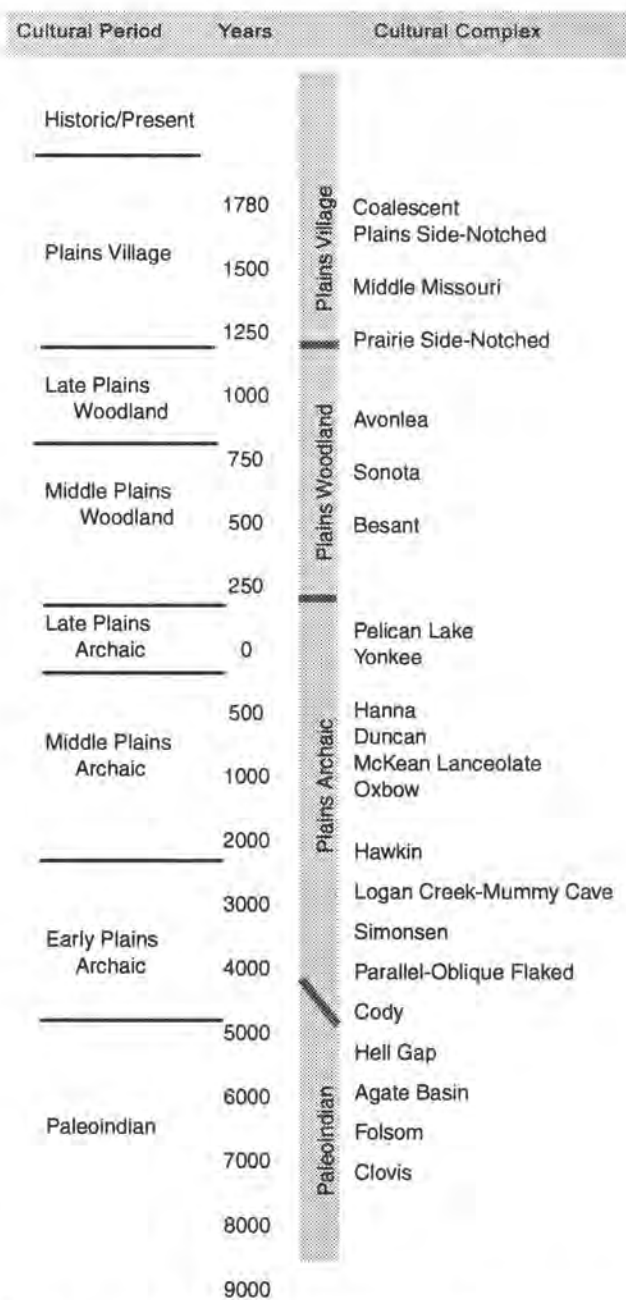 Cultural Period Years Cultural Complex
Historic/Present
Plains Village
Late Plains
Woodland
Middle Plains
Woodland
Late Plains
Archaic
Middle Plains
Archaic
Early Plains
Archaic
Paleoindian
1780
1500
1250
1000
750
500
250
0
500
1000
2000
3000
4000
5000
6000
7000
8000
9000
Plains Village
Plains Woodland
Plains Archaic
Paleoindian
Coalescent
Plains Side-Notched
Middle Missouri
Prairie Side-Notched
Avonlea
Sonota
Besant
Pelican Lake
Yonkee
Hanna
Duncan
McKean Lanceolate
Oxbow
Hawkin
Logan Creek-Mummy Cave
Simonsen
Parallel-Oblique Flaked
Cody
Hell Gap
Agate Basin
Folsom
Clovis